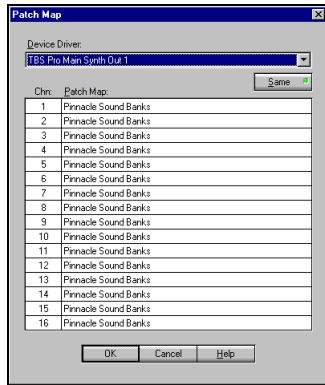 Patch Map
Device Driver:
TBS Pro Main Synth Out 1
Same
Chn: Patch Map:
1 Pinnacle Sound Banks
2 Pinnacle Sound Banks
3 Pinnacle Sound Banks
4 Pinnacle Sound Banks
5 Pinnacle Sound Banks
6 Pinnacle Sound Banks
7 Pinnacle Sound Banks
8 Pinnacle Sound Banks
9 Pinnacle Sound Banks
10 Pinnacle Sound Banks
11 Pinnacle Sound Banks
12 Pinnacle Sound Banks
13 Pinnacle Sound Banks
14 Pinnacle Sound Banks
15 Pinnacle Sound Banks
16 Pinnacle Sound Banks
OK Cancel Help